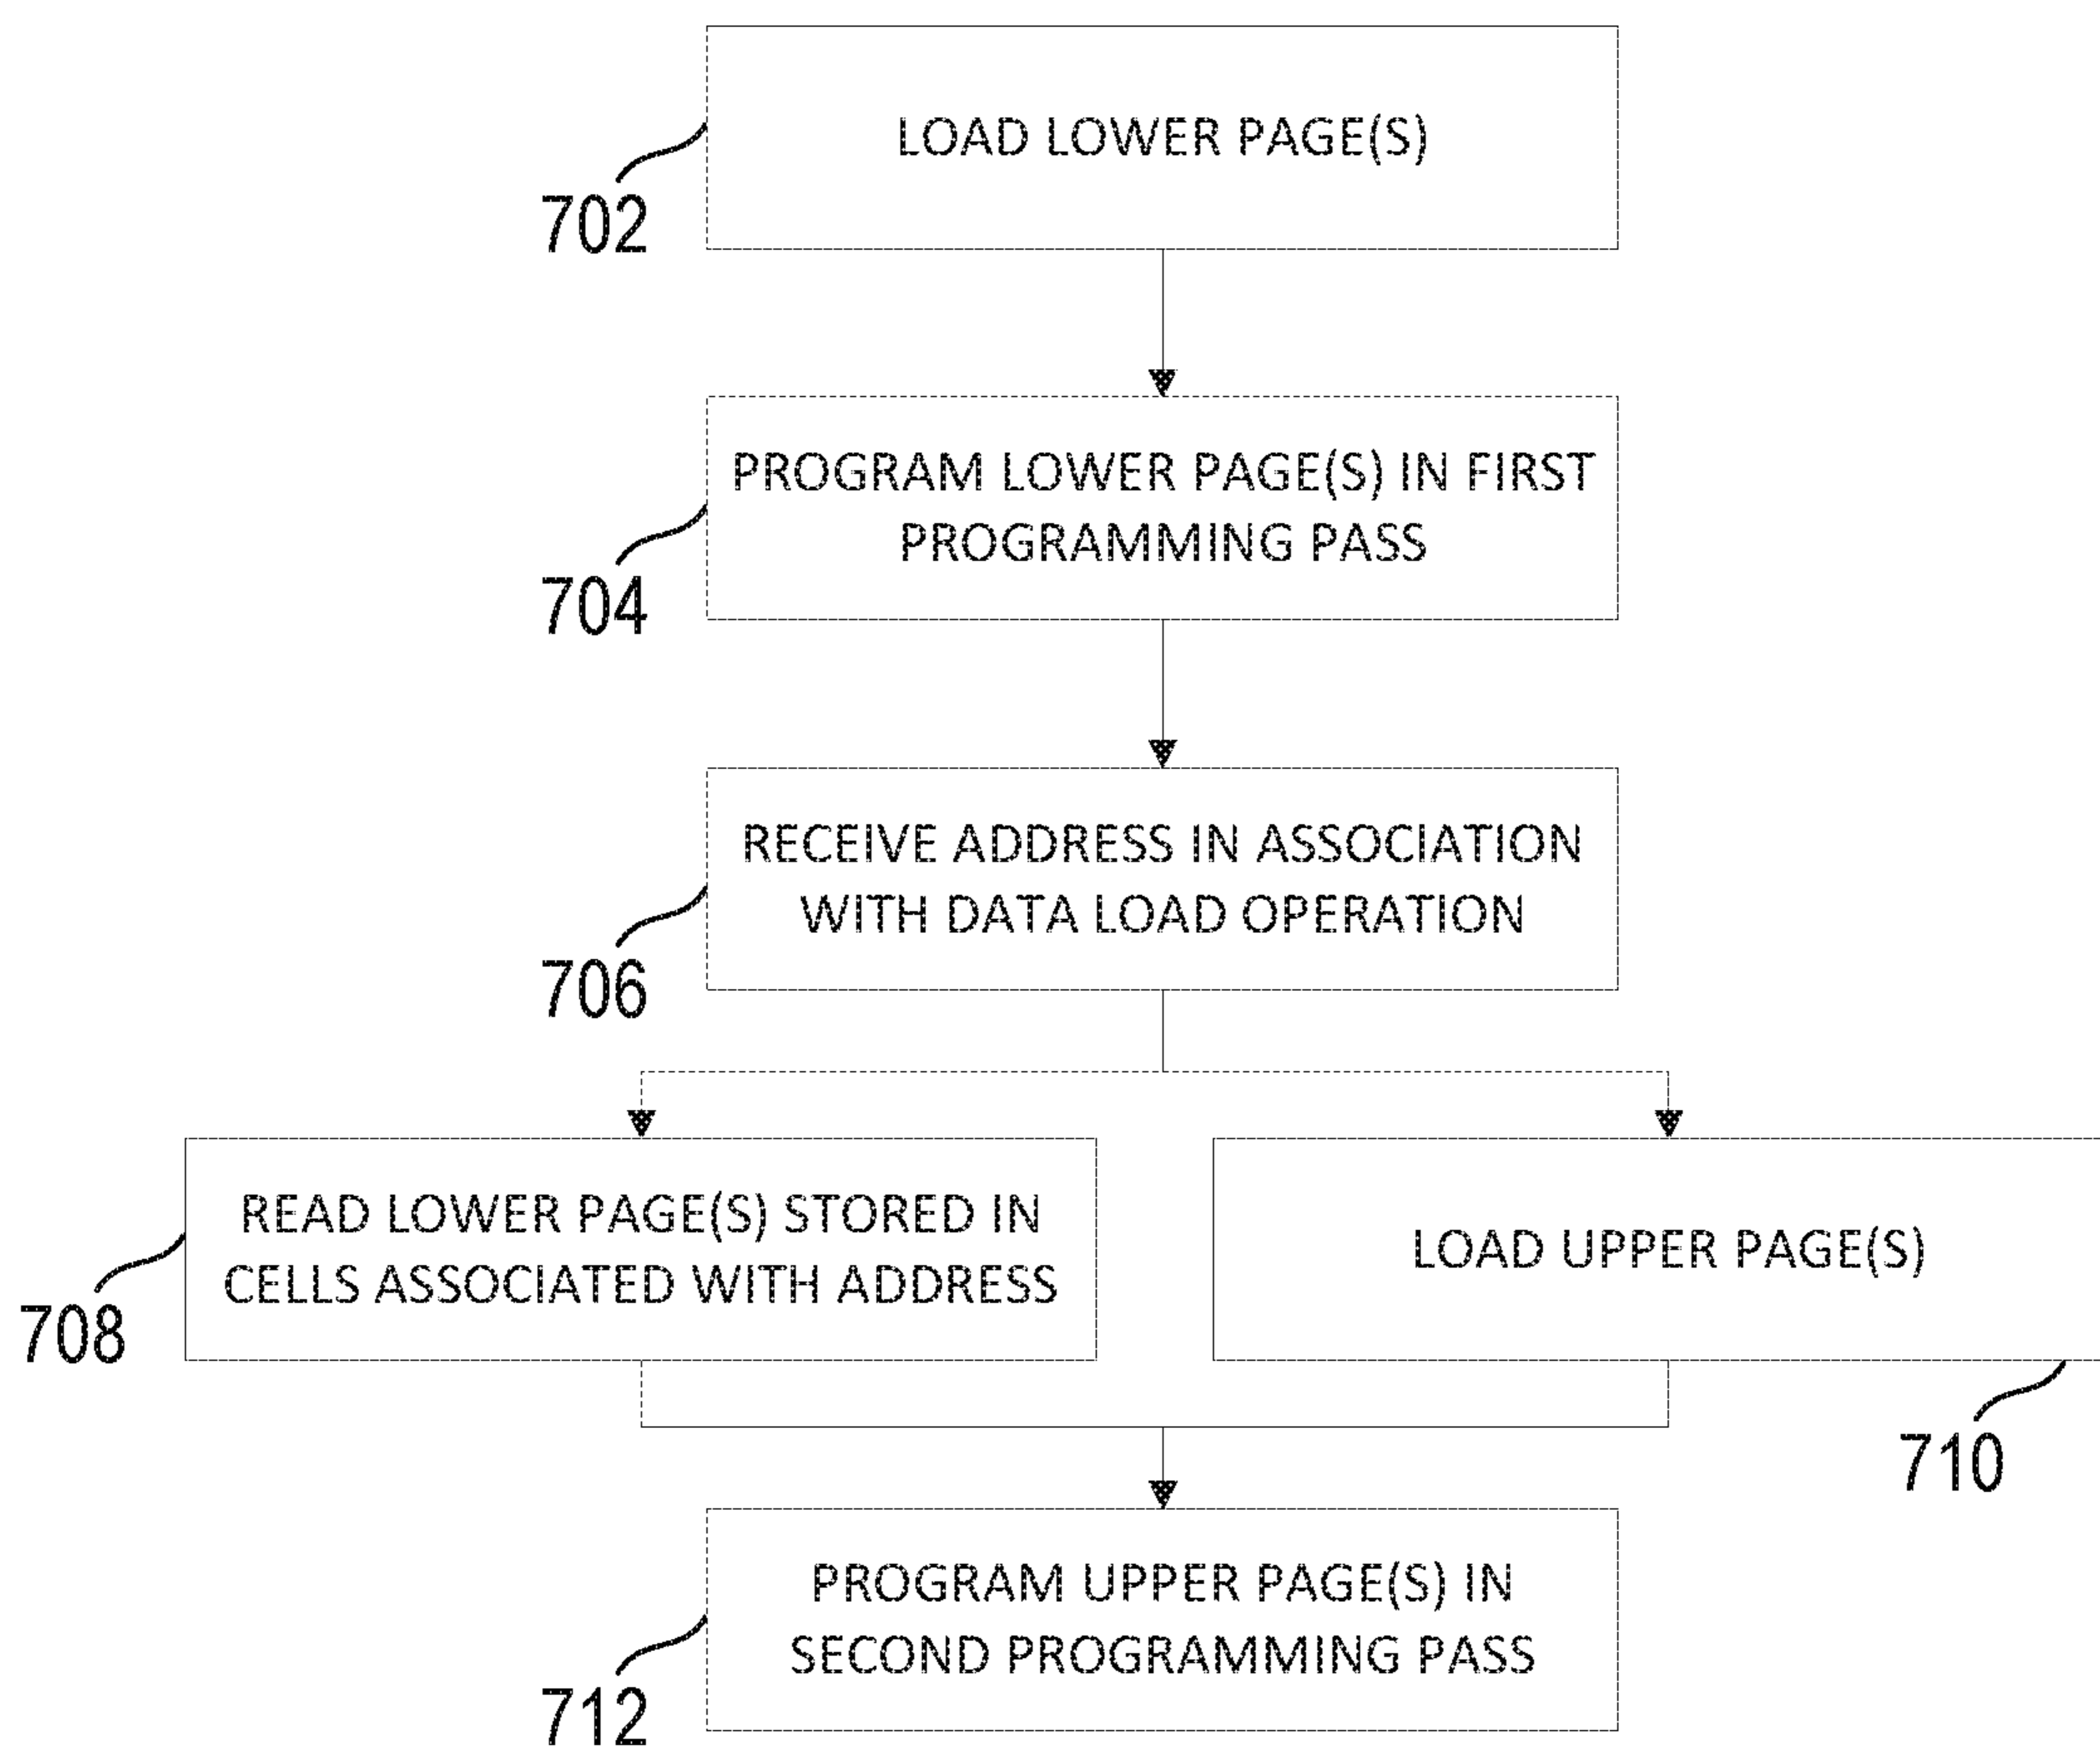 LOAD LOWER PAGE(S)
702
PROGRAM LOWER PAGE(S) IN FIRST
PROGRAMMING PASS
704
RECEIVE ADDRESS IN ASSOCIATION
WITH DATA LOAD OPERATION
706
READ LOWER PAGE(S) STORED IN
CELLS ASSOCIATED WITH ADDRESS
708
LOAD UPPER PAGE(S)
710
PROGRAM UPPER PAGE(S) IN
SECOND PROGRAMMING PASS
712